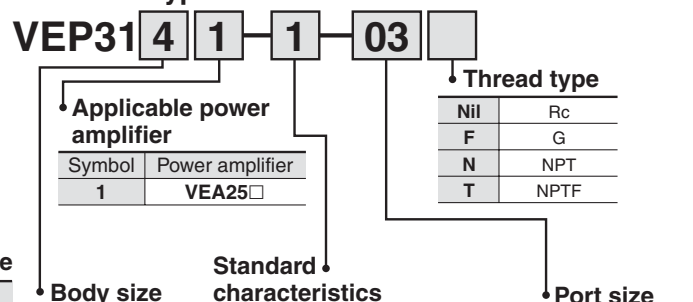 VEP31 4 1 1 03
Thread type
Nil Rc
F G
N NPT
T NPTF
Applicable power
amplifier
Symbol Power amplifier
1 VEA25□
Body size
Standard
characteristics
Port size